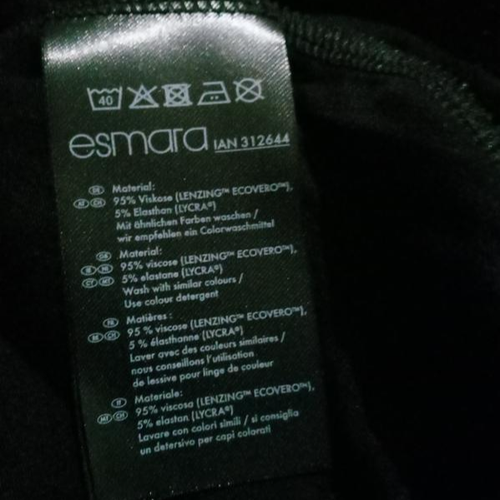 40
esmara IAN 312644
DE Material:
AT CH 95% Viskose (LENZING™ ECOVERO™),
5% Elasthan (LYCRA®)
Mit ähnlichen Farben waschen /
wir empfehlen ein Colorwaschmittel
Material:
95% viscose (LENZING™ ECOVERO™),
5% elastane (LYCRA®)
Wash with similar colours /
Use colour detergent
FR Matières :
95 % viscose (LENZING™ ECOVERO™),
5 % élasthanne (LYCRA®)
Laver avec des couleurs similaires /
nous conseillons l'utilisation
de lessive pour linge de couleur
IT Materiale:
MT CH 95% viscosa (LENZING™ ECOVERO™),
5% elastan (LYCRA®)
Lavare con colori simili / si consiglia
un detersivo per capi colorati